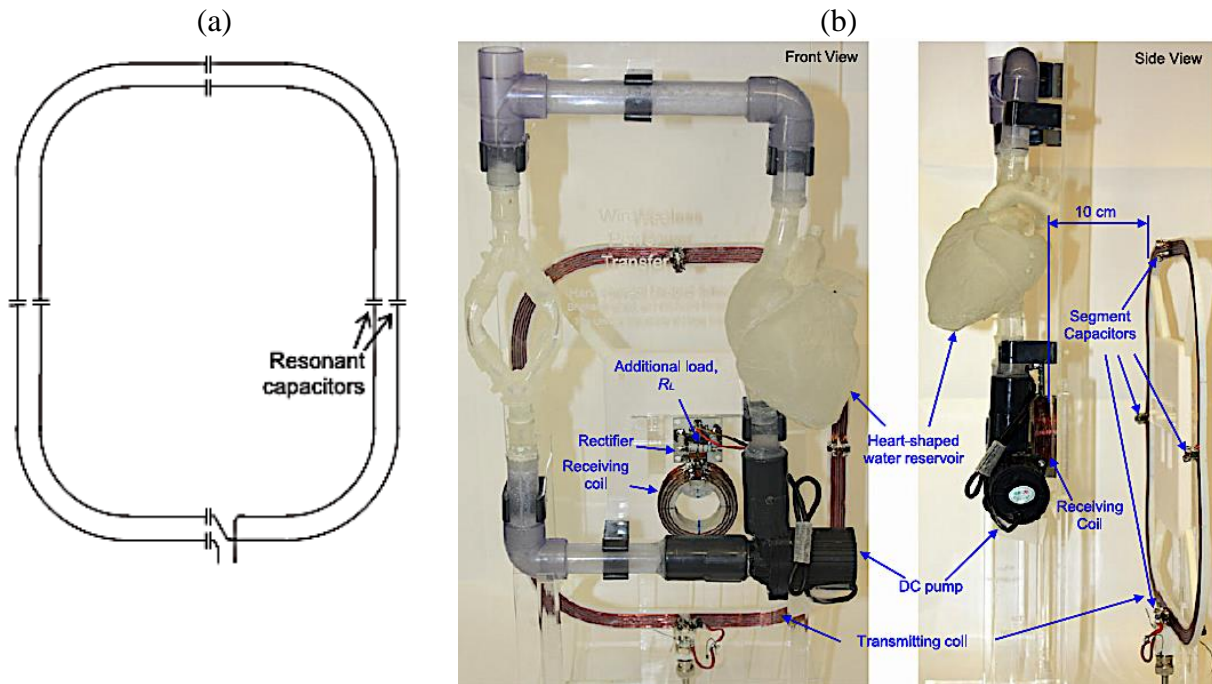 (a)
(b)
Resonant
capacitors
Front View
Transfer
Additional load,
RL
Rectifier
Receiving
coil
Heart-shaped
water reservoir
DC pump
Transmitting coil
Side View
10 cm
Segment
Capacitors
Receiving
Coil